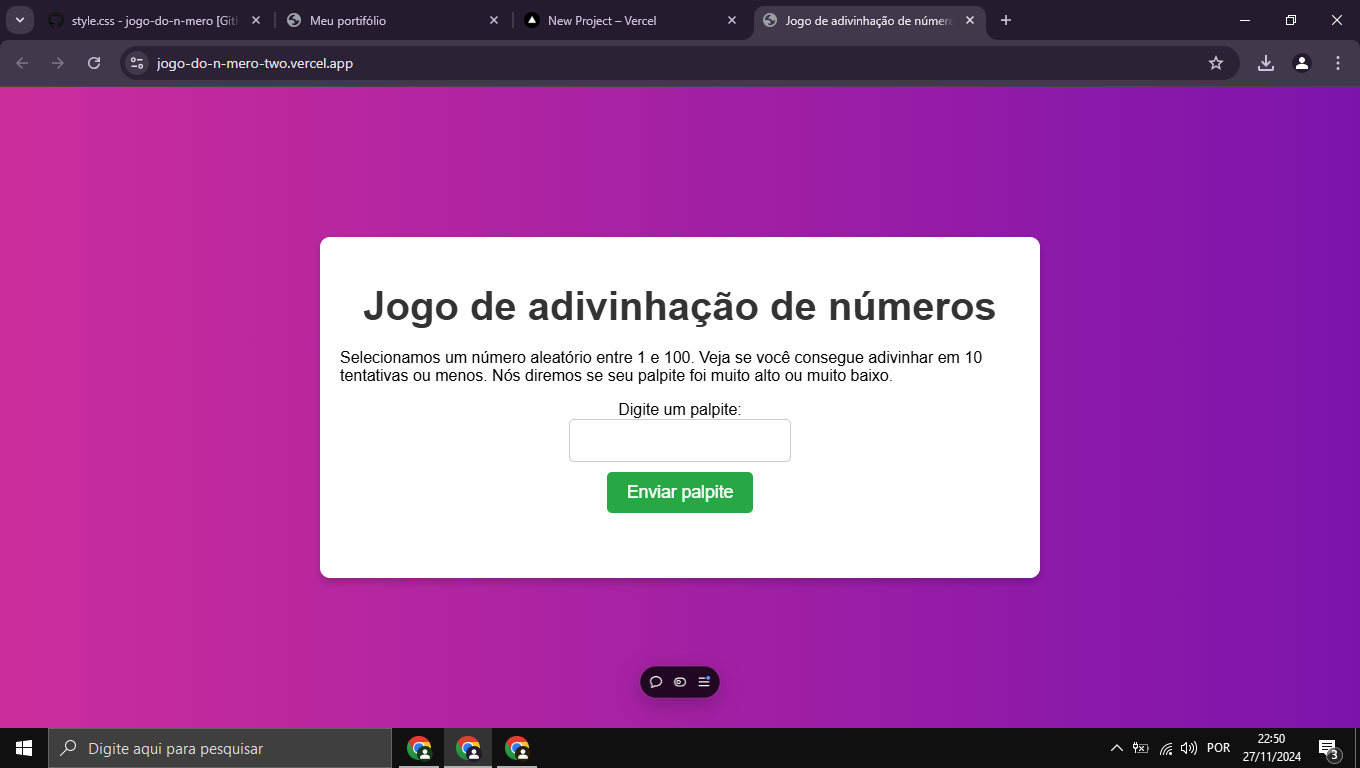 style.css - jogo-do-n-mero [Git
Meu portifólio
New Project – Vercel
Jogo de adivinhação de número
jogo-do-n-mero-two.vercel.app
Jogo de adivinhação de números
Selecionamos um número aleatório entre 1 e 100. Veja se você consegue adivinhar em 10
tentativas ou menos. Nós diremos se seu palpite foi muito alto ou muito baixo.
Digite um palpite:
Enviar palpite
Digite aqui para pesquisar
POR
22:50
27/11/2024
3